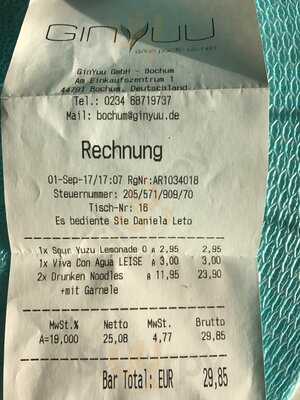 GinYuu
GinYuu GmbH - Bochum
Am Einkaufszentrum 1
44791 Bochum, Deutschland
Tel.: 0234 68719737
Mail: bochum@ginyuu.de
Rechnung
01-Sep-17/17:07 RgNr:AR1034018
Steuernummer: 205/571/909/70
Tisch-Nr: 16
Es bediente Sie Daniela Leto
1x Sour Yuzu Lemonade 0 A 2,95 2,95
1x Viva Con Agua LEISE A 3,00 3,00
2x Drunken Noodles A 11,95 23,90
+mit Garnele
MwSt.% Netto MwSt. Brutto
A=19,000 25,08 4,77 29,85
Bar Total: EUR 29,85